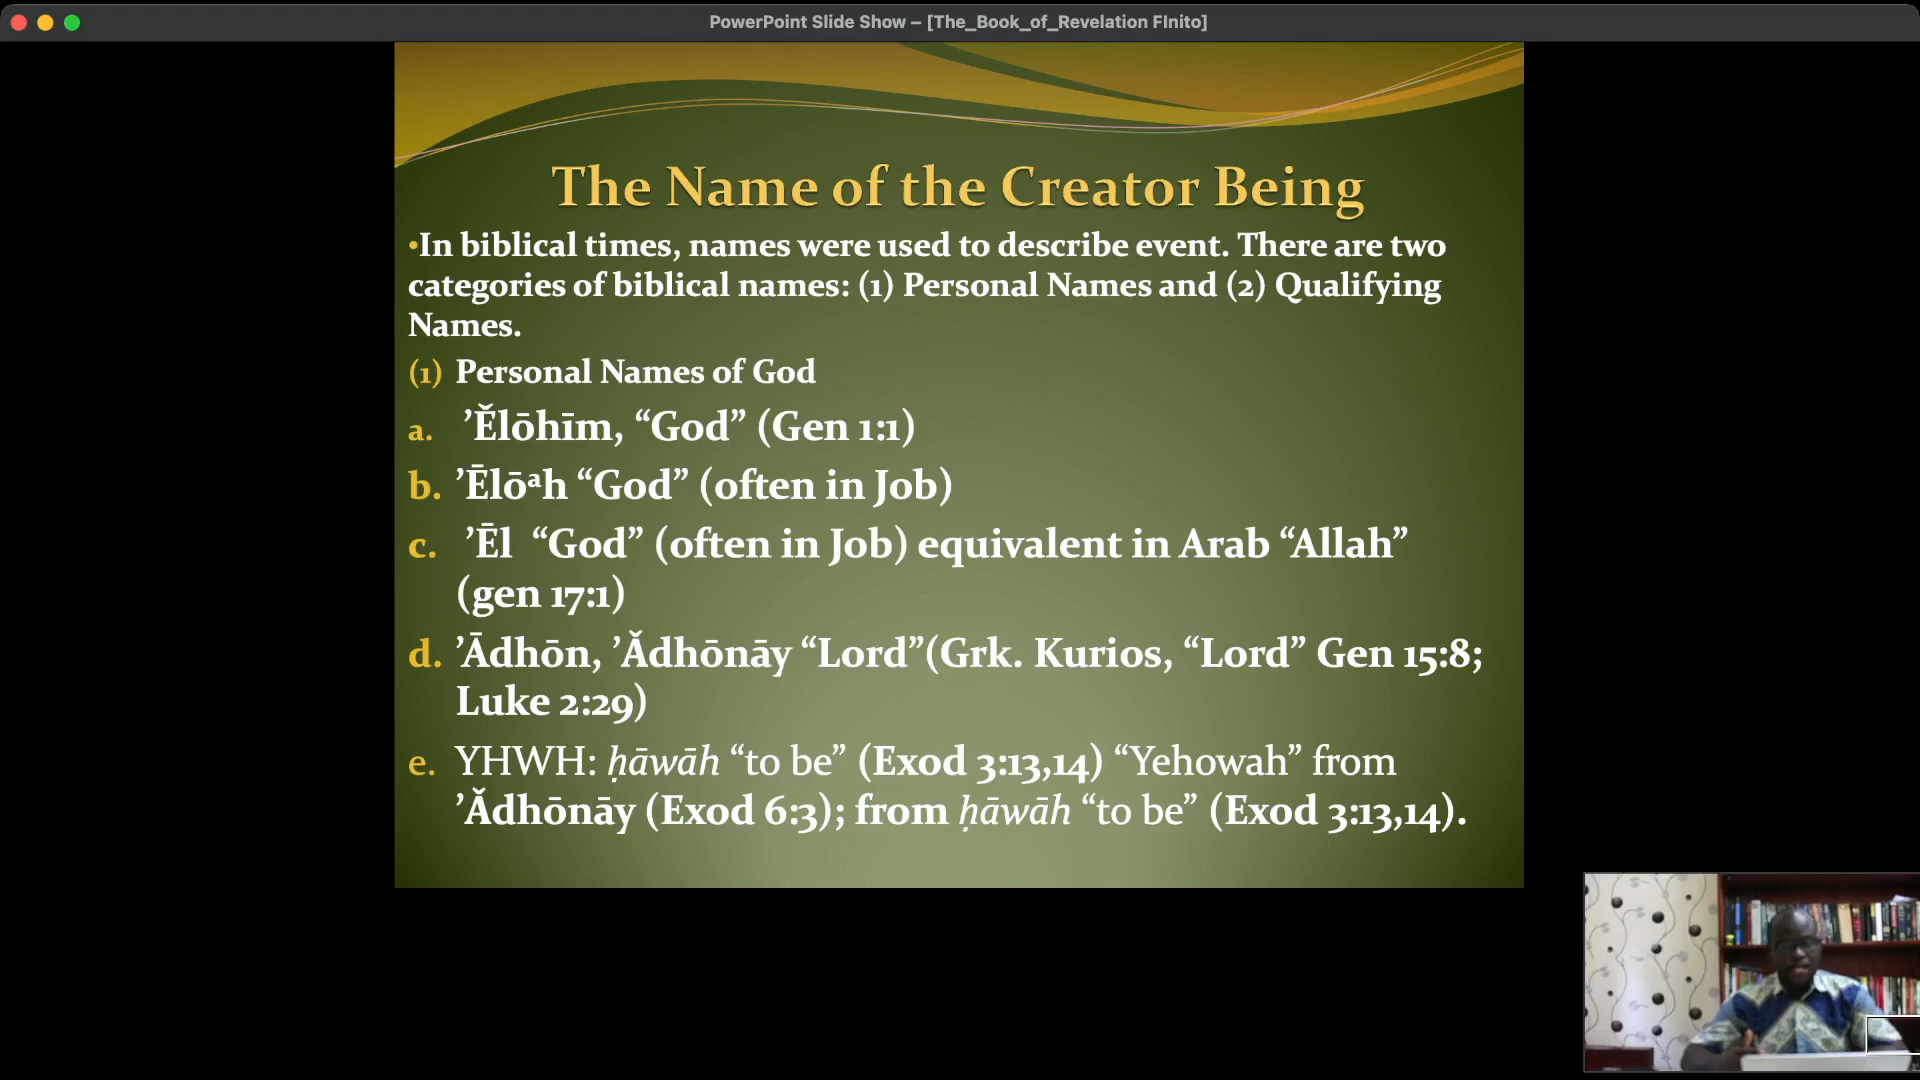 PowerPoint Slide Show – [The_Book_of_Revelation FInito]
The Name of the Creator Being
•In biblical times, names were used to describe event. There are two
categories of biblical names: (1) Personal Names and (2) Qualifying
Names.
(1) Personal Names of God
a. ’Ĕlōhīm, “God” (Gen 1:1)
b. ’Ēlōᵃh “God” (often in Job)
c. ’Ēl “God” (often in Job) equivalent in Arab “Allah”
(gen 17:1)
d. ’Ādhōn, ’Ădhōnāy “Lord”(Grk. Kurios, “Lord” Gen 15:8;
Luke 2:29)
e. YHWH: ḥāwāh “to be” (Exod 3:13,14) “Yehowah” from
’Ădhōnāy (Exod 6:3); from ḥāwāh “to be” (Exod 3:13,14).